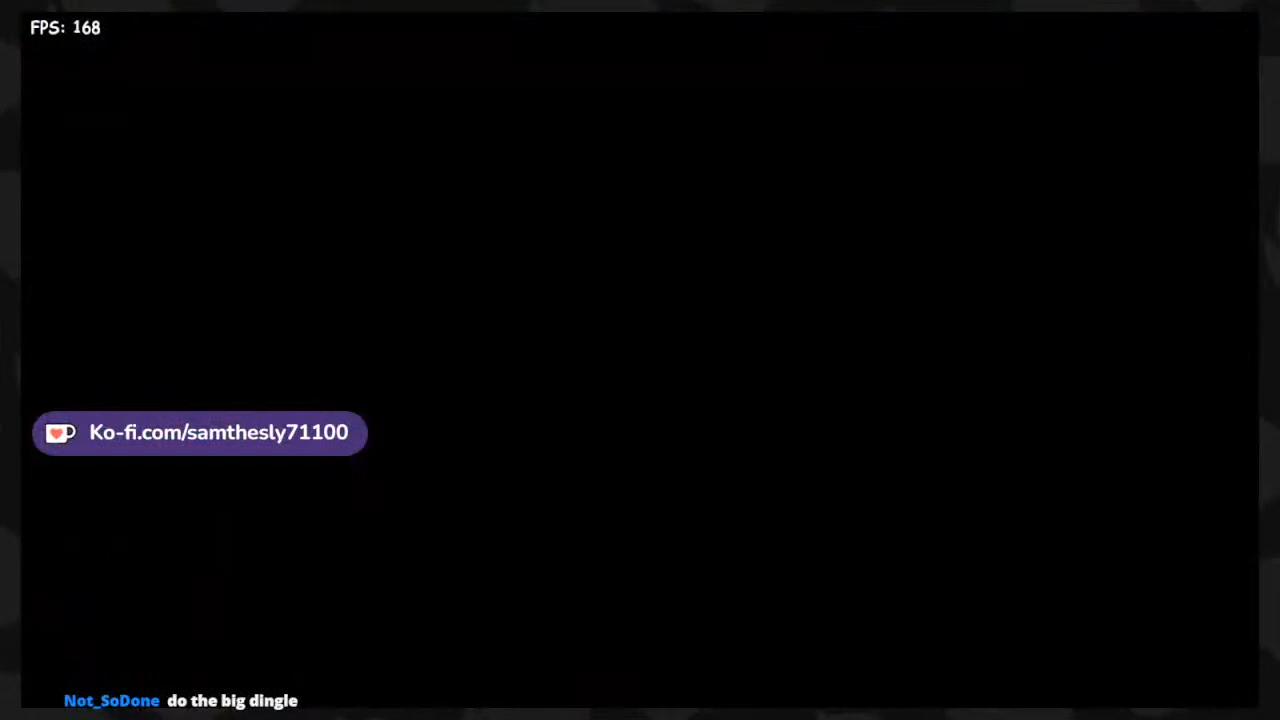 FPS: 168
Ko-fi.com/samthesly71100
Not_SoDone do the big dingle